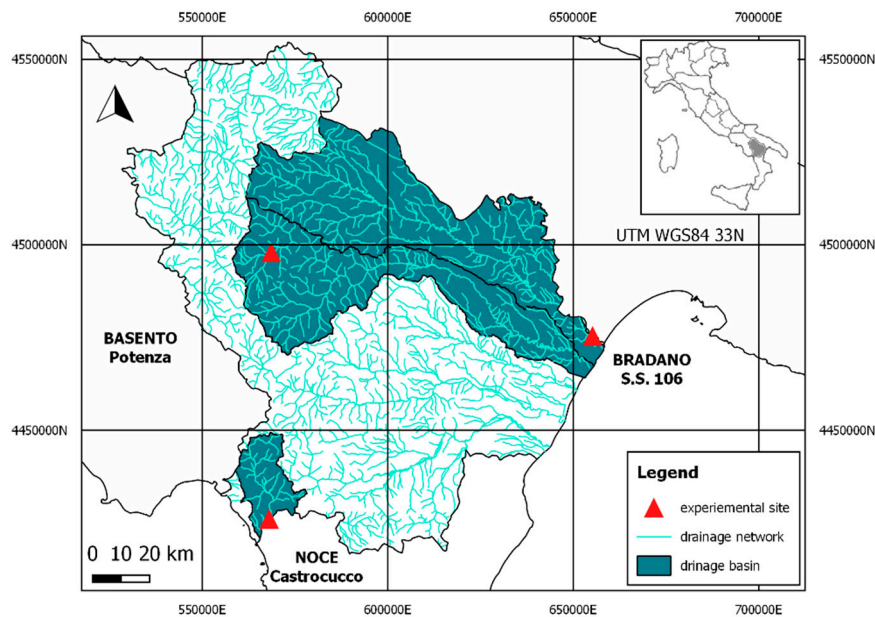 550000E 600000E 650000E 700000E
4550000N 4550000N
4500000N UTM WGS84 33N 4500000N
BASENTO
Potenza
BRADANO
S.S. 106
4450000N 4450000N
Legend
experiemental site
drainage network
drinage basin
NOCE
Castrocucco
0 10 20 km
550000E 600000E 650000E 700000E